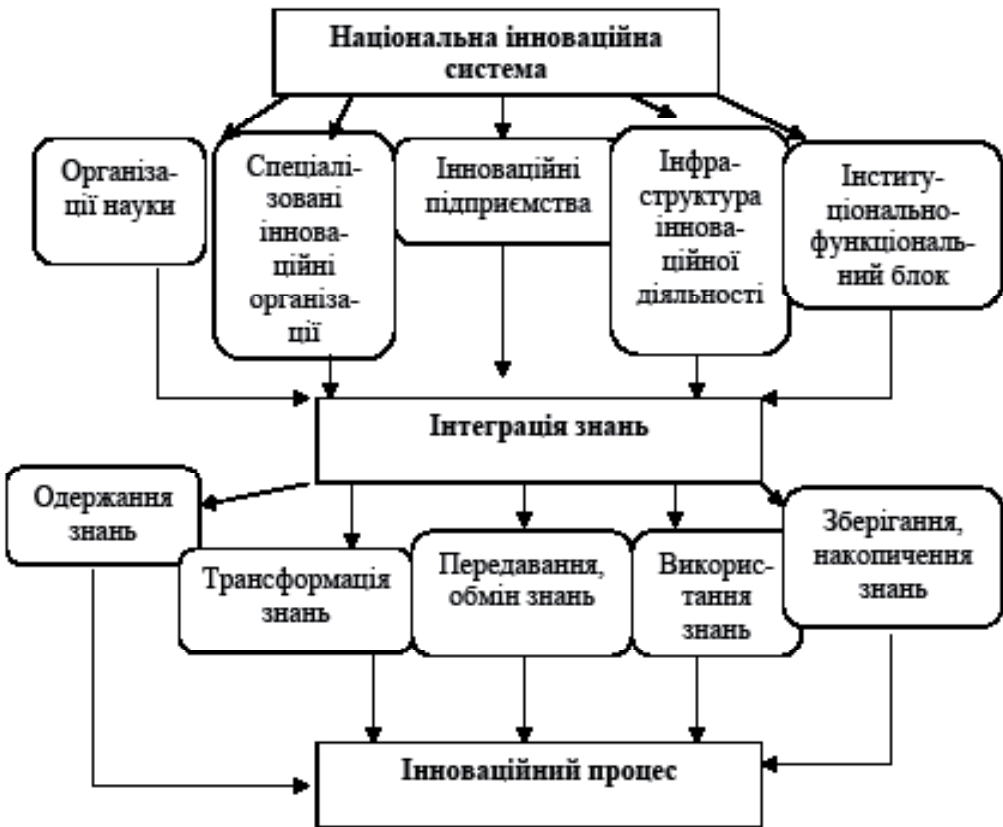 Національна інноваційна
система
Організа-
ції науки
Спеціалі-
зовані
іннова-
ційні
організа-
ції
Інноваційні
підприємства
Інфра-
структура
іннова-
ційної
діяльності
Інститу-
ціонально-
функціональ-
ний блок
Інтеграція знань
Одержання
знань
Трансформація
знань
Передавання,
обмін знань
Викорис-
тання
знань
Зберігання,
накопичення
знань
Інноваційний процес